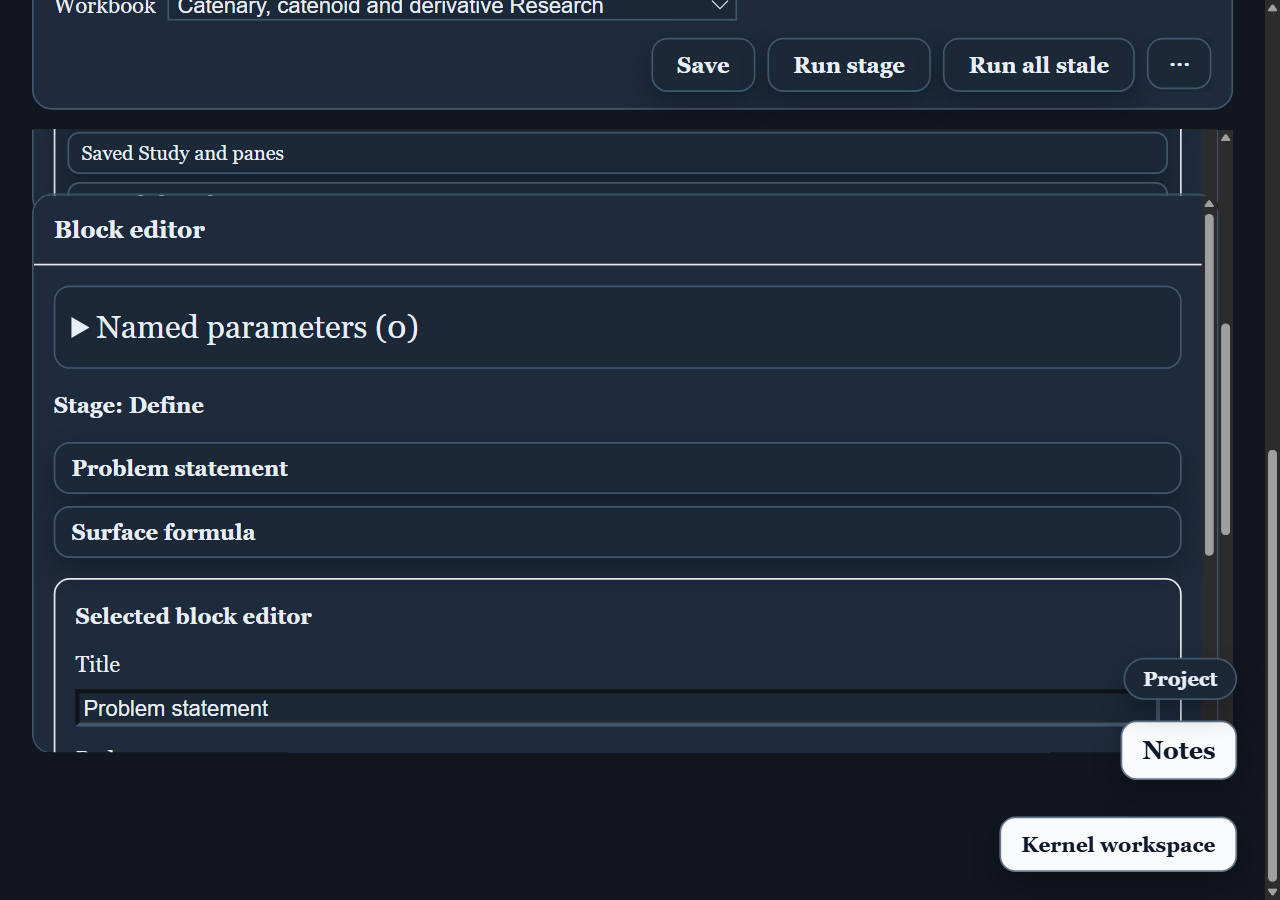 Workbook Catenary, catenoid and derivative Research
Save Run stage Run all stale ...
Saved Study and panes
Block editor
▶ Named parameters (0)
Stage: Define
Problem statement
Surface formula
Selected block editor
Title
Problem statement
Project
Notes
Kernel workspace